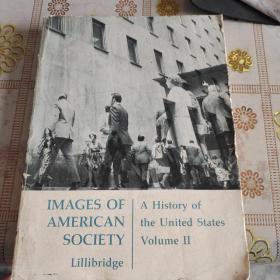 IMAGES OF
AMERICAN
SOCIETY
Lillibridge
A History of
the United States
Volume II